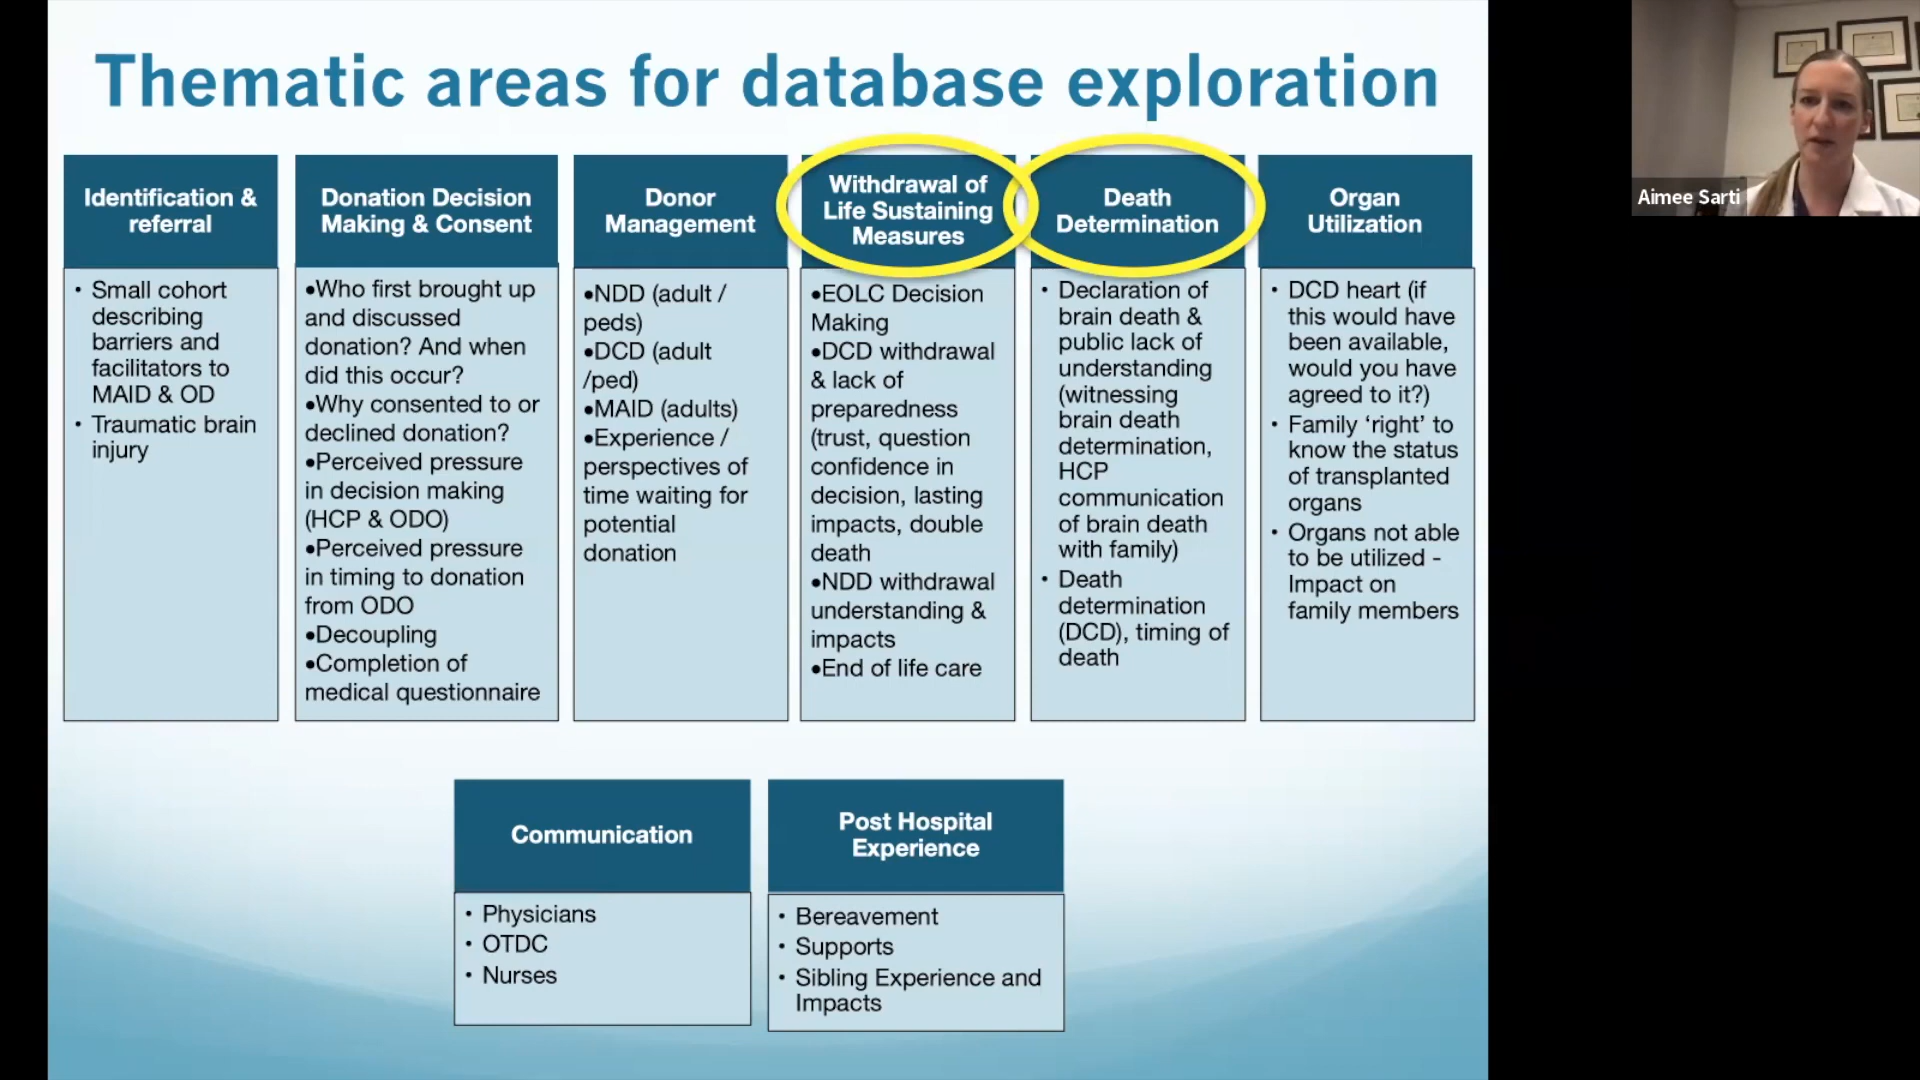 Thematic areas for database exploration
Identification &
referral
• Small cohort
describing
barriers and
facilitators to
MAID & OD
• Traumatic brain
injury
Donation Decision
Making & Consent
•Who first brought up
and discussed
donation? And when
did this occur?
•Why consented to or
declined donation?
•Perceived pressure
in decision making
(HCP & ODO)
•Perceived pressure
in timing to donation
from ODO
•Decoupling
•Completion of
medical questionnaire
Donor
Management
•NDD (adult /
peds)
•DCD (adult
/ped)
•MAID (adults)
•Experience /
perspectives of
time waiting for
potential
donation
Withdrawal of
Life Sustaining
Measures
•EOLC Decision
Making
•DCD withdrawal
& lack of
preparedness
(trust, question
confidence in
decision, lasting
impacts, double
death
•NDD withdrawal
understanding &
impacts
•End of life care
Death
Determination
• Declaration of
brain death &
public lack of
understanding
(witnessing
brain death
determination,
HCP
communication
of brain death
with family)
• Death
determination
(DCD), timing of
death
Organ
Utilization
• DCD heart (if
this would have
been available,
would you have
agreed to it?)
• Family ‘right’ to
know the status
of transplanted
organs
• Organs not able
to be utilized -
Impact on
family members
Communication
• Physicians
• OTDC
• Nurses
Post Hospital
Experience
• Bereavement
• Supports
• Sibling Experience and
Impacts
Aimee Sarti